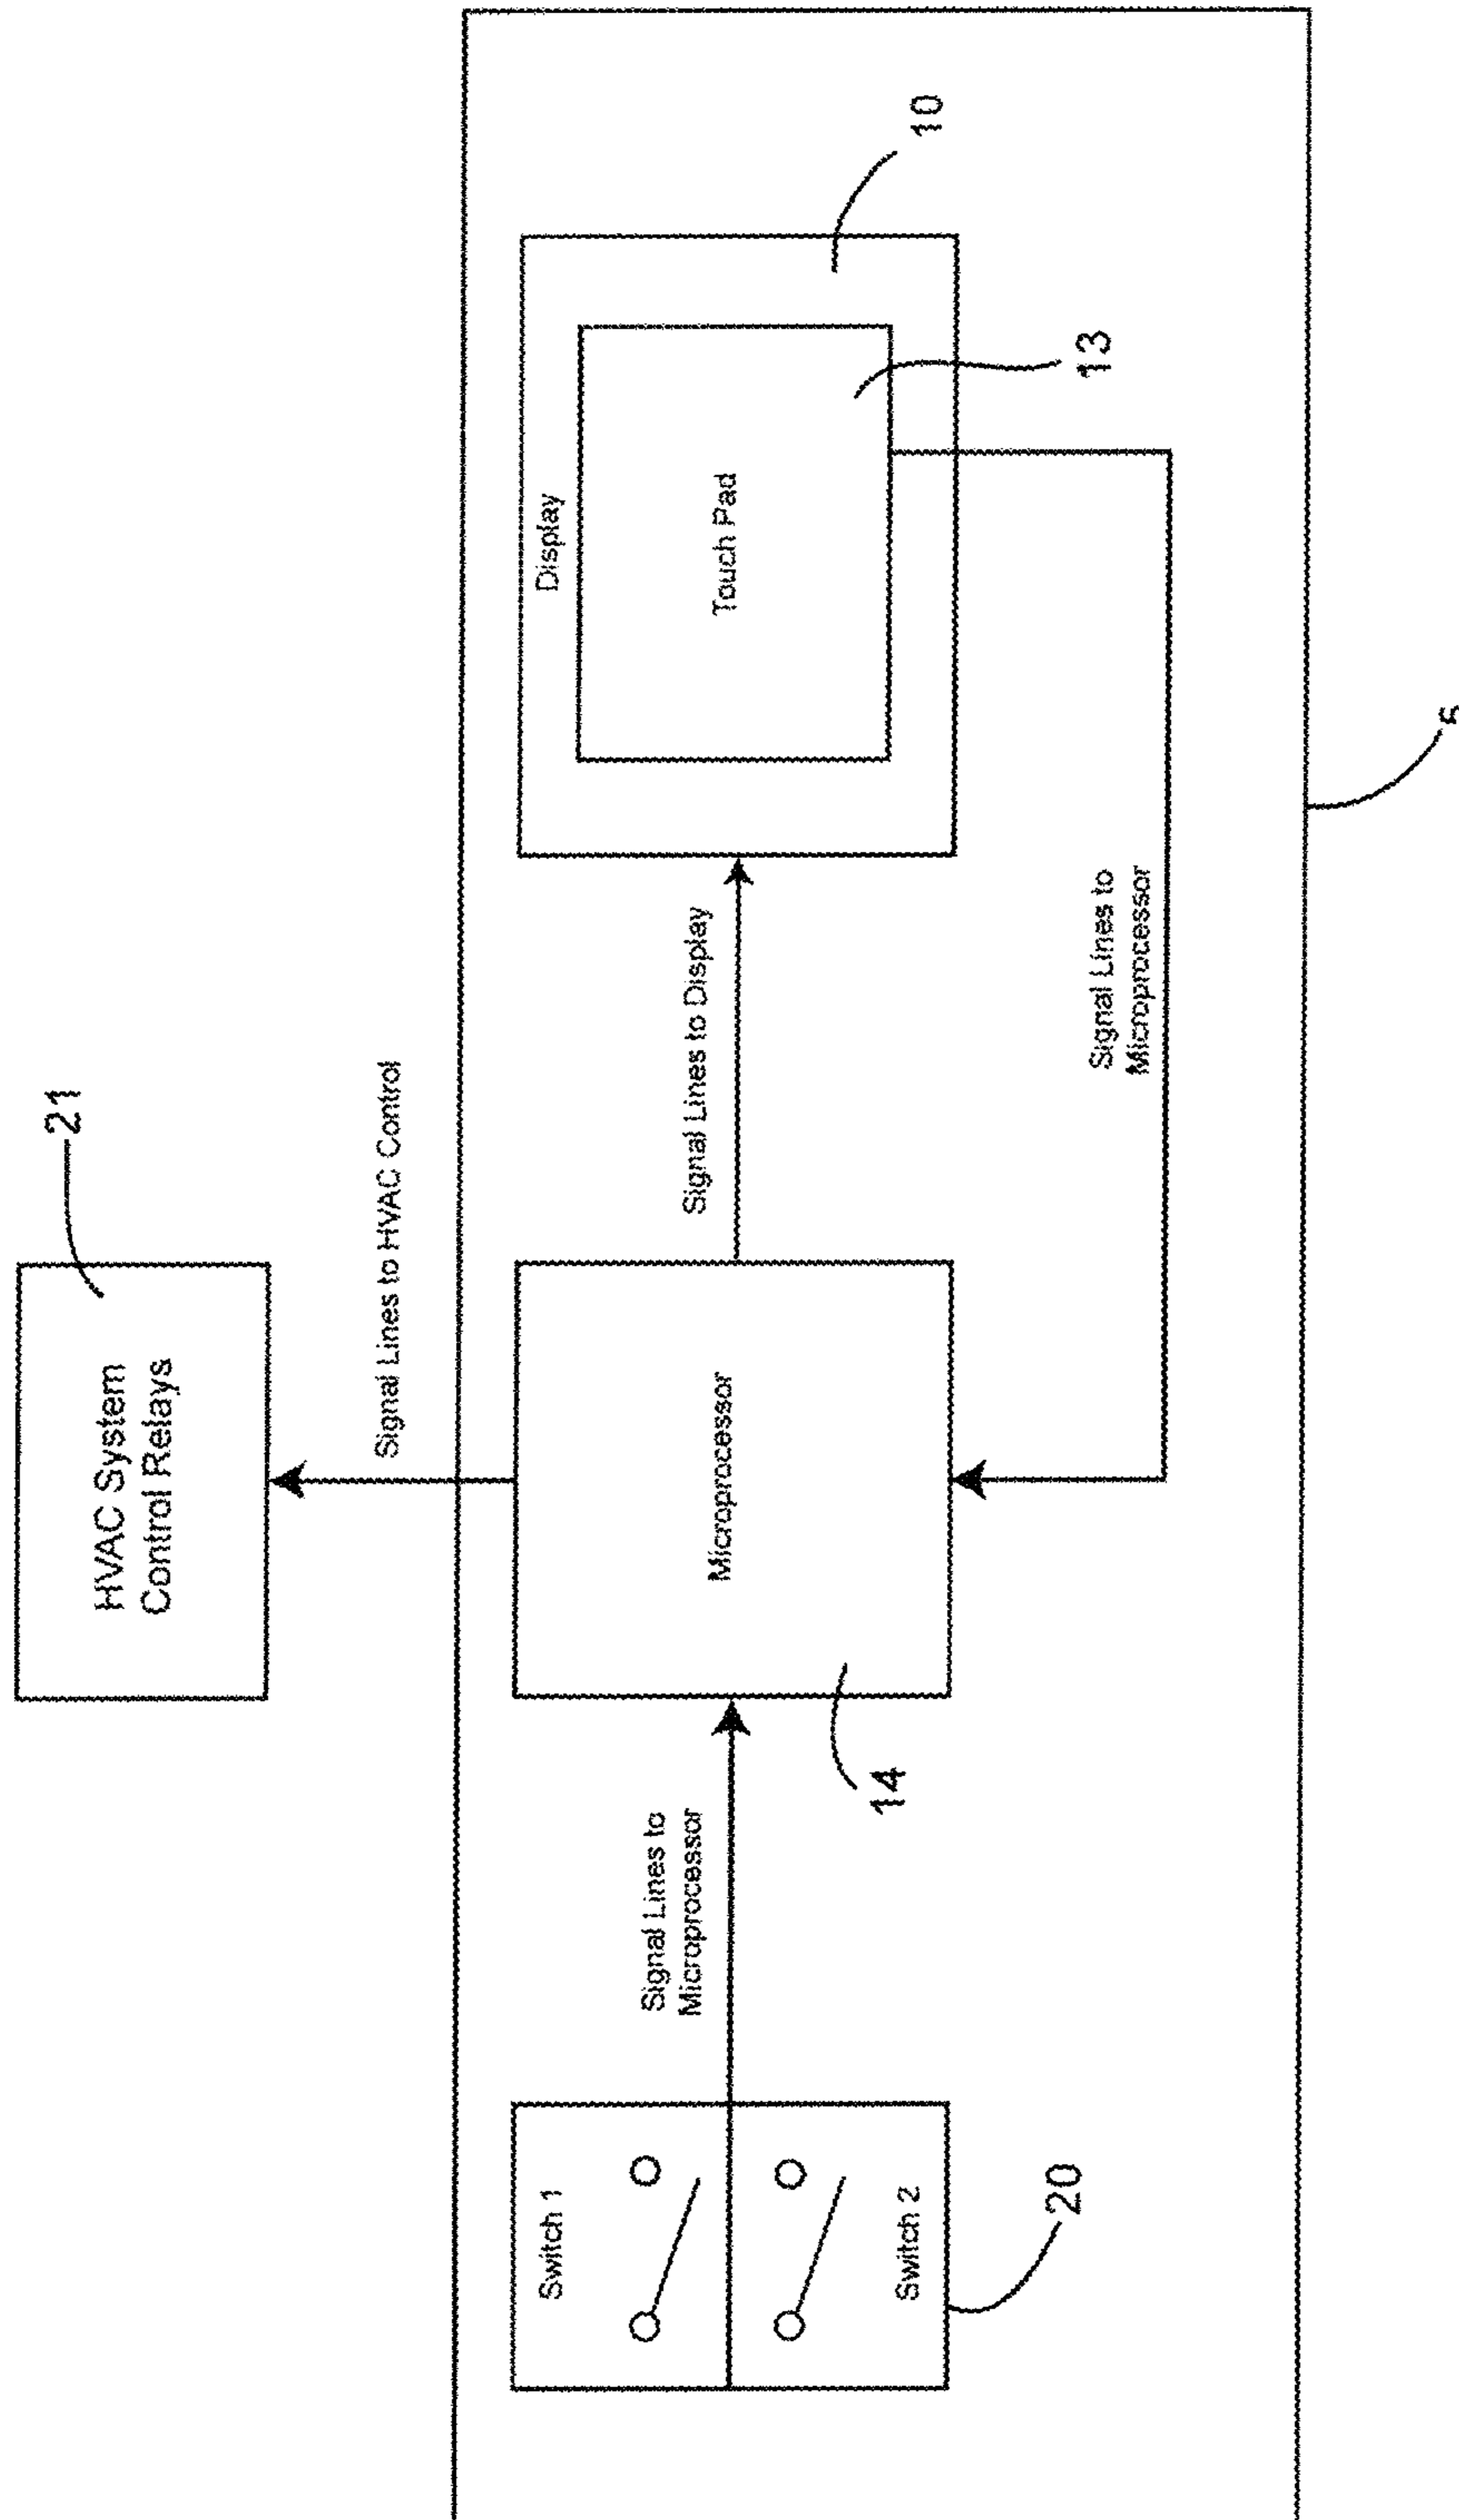 21
HVAC System
Control Relays
Signal Lines to HVAC Control
Switch 1
Switch 2
20
Signal Lines to
Microprocessor
Microprocessor
14
Signal Lines to Display
Display
Touch Pad
10
13
Signal Lines to
Microprocessor
5